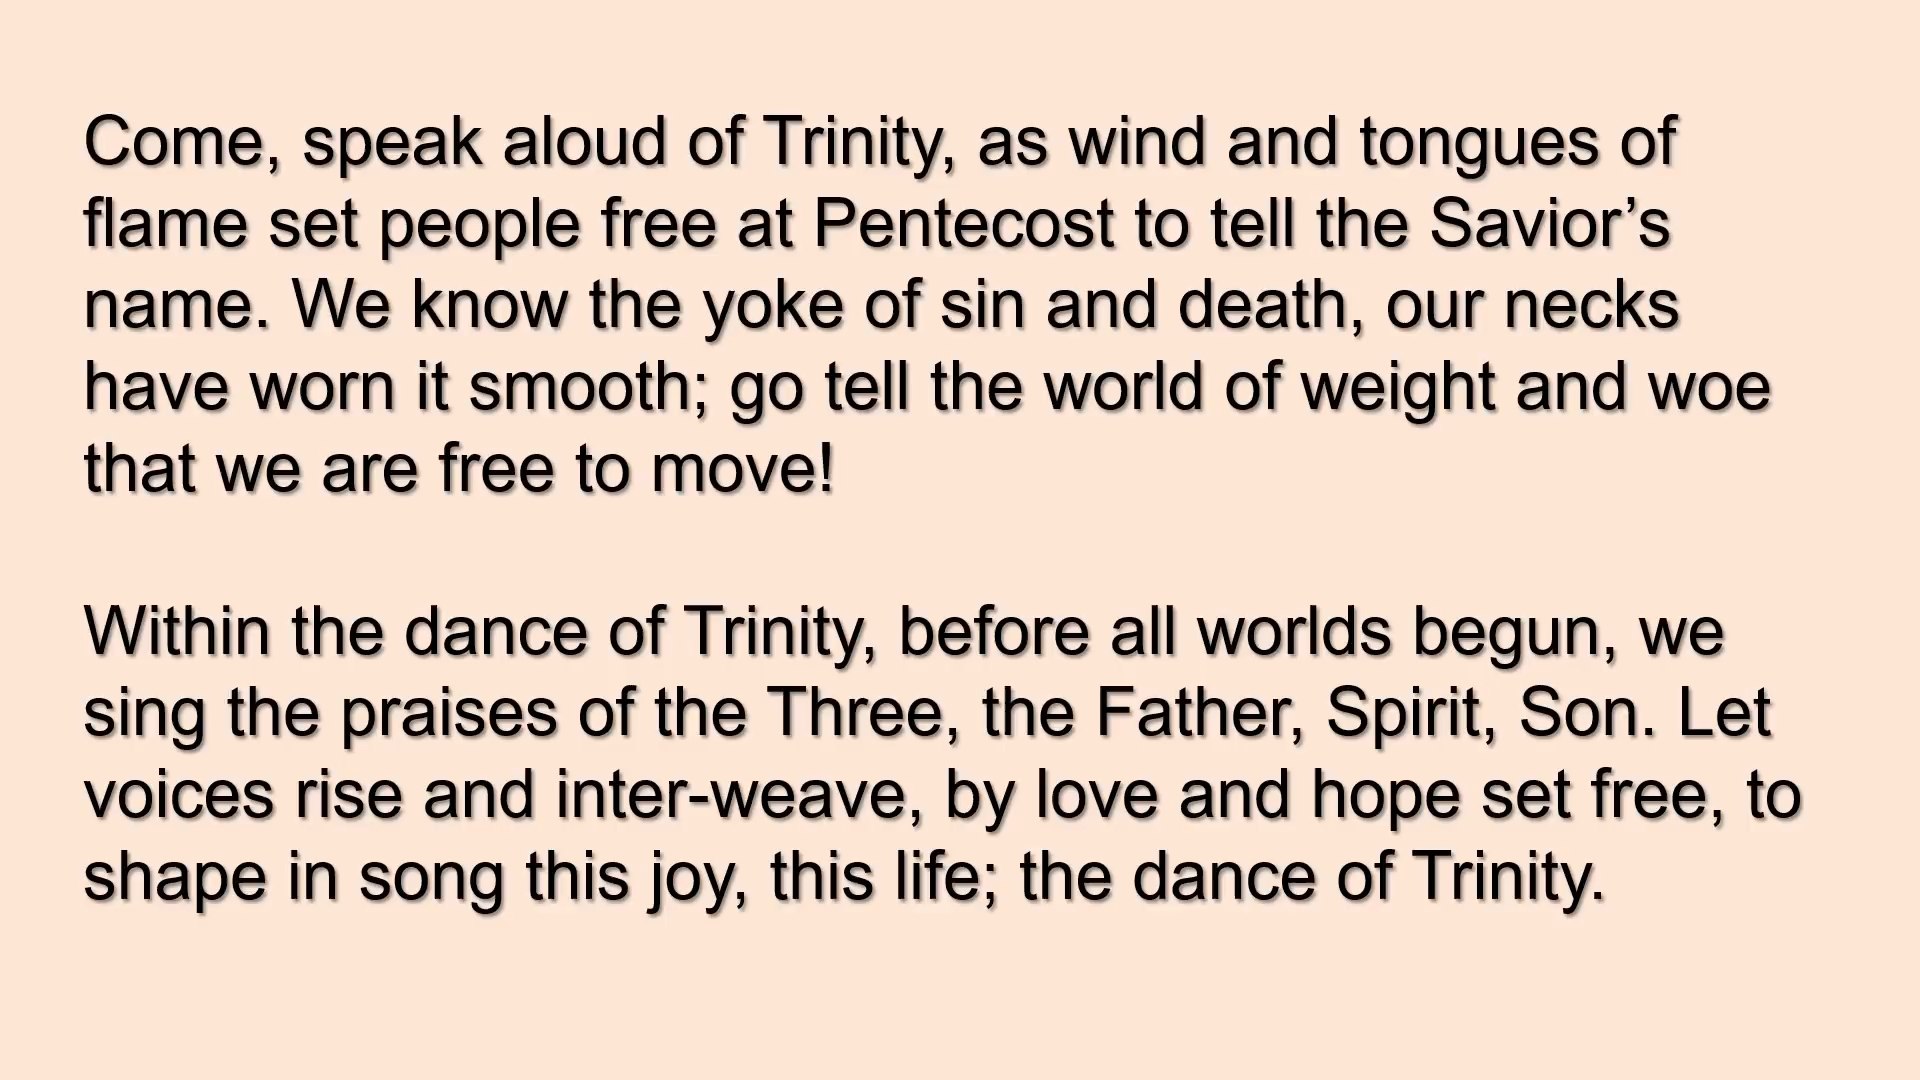 Come, speak aloud of Trinity, as wind and tongues of
flame set people free at Pentecost to tell the Savior’s
name. We know the yoke of sin and death, our necks
have worn it smooth; go tell the world of weight and woe
that we are free to move!
Within the dance of Trinity, before all worlds begun, we
sing the praises of the Three, the Father, Spirit, Son. Let
voices rise and inter-weave, by love and hope set free, to
shape in song this joy, this life; the dance of Trinity.